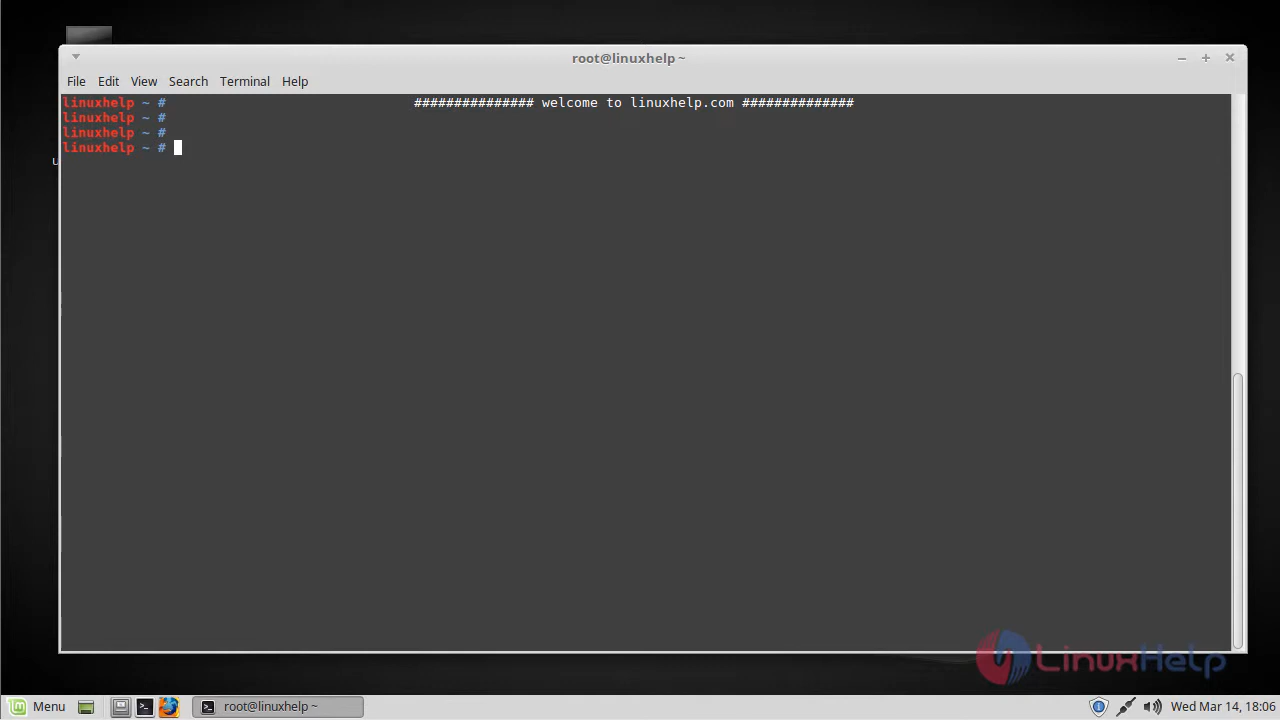 root@linuxhelp ~
File Edit View Search Terminal Help
linuxhelp ~ # ############### welcome to linuxhelp.com ##############
linuxhelp ~ #
linuxhelp ~ #
linuxhelp ~ #
u
LinuxHelp
Menu root@linuxhelp ~ Wed Mar 14, 18:06